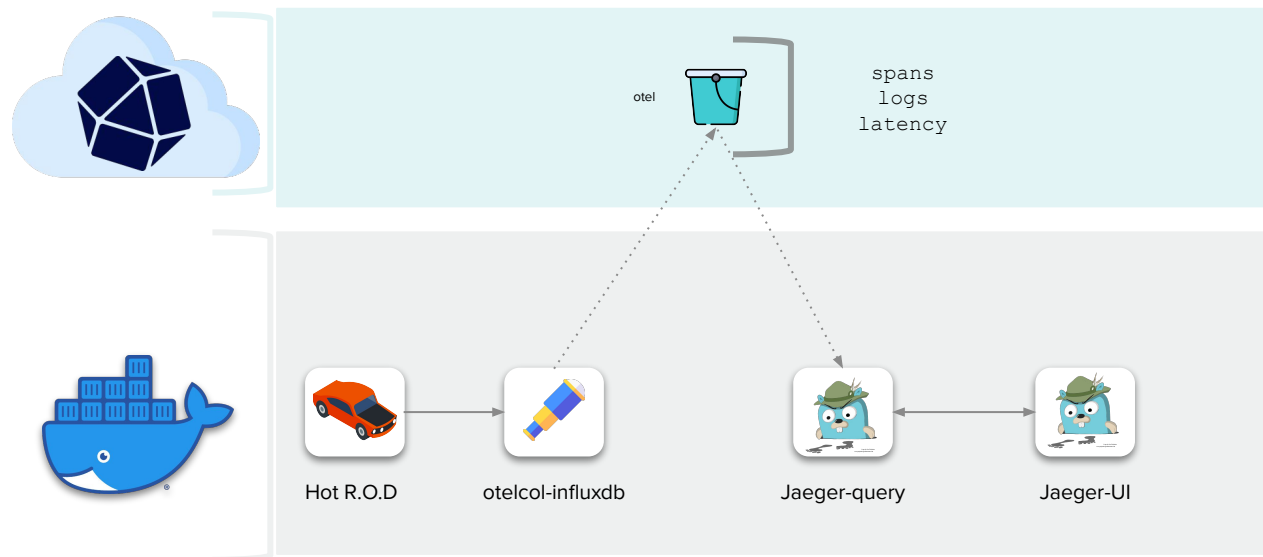 otel
spans
logs
latency
Hot R.O.D
otelcol-influxdb
Jaeger-query
Jaeger-UI
®